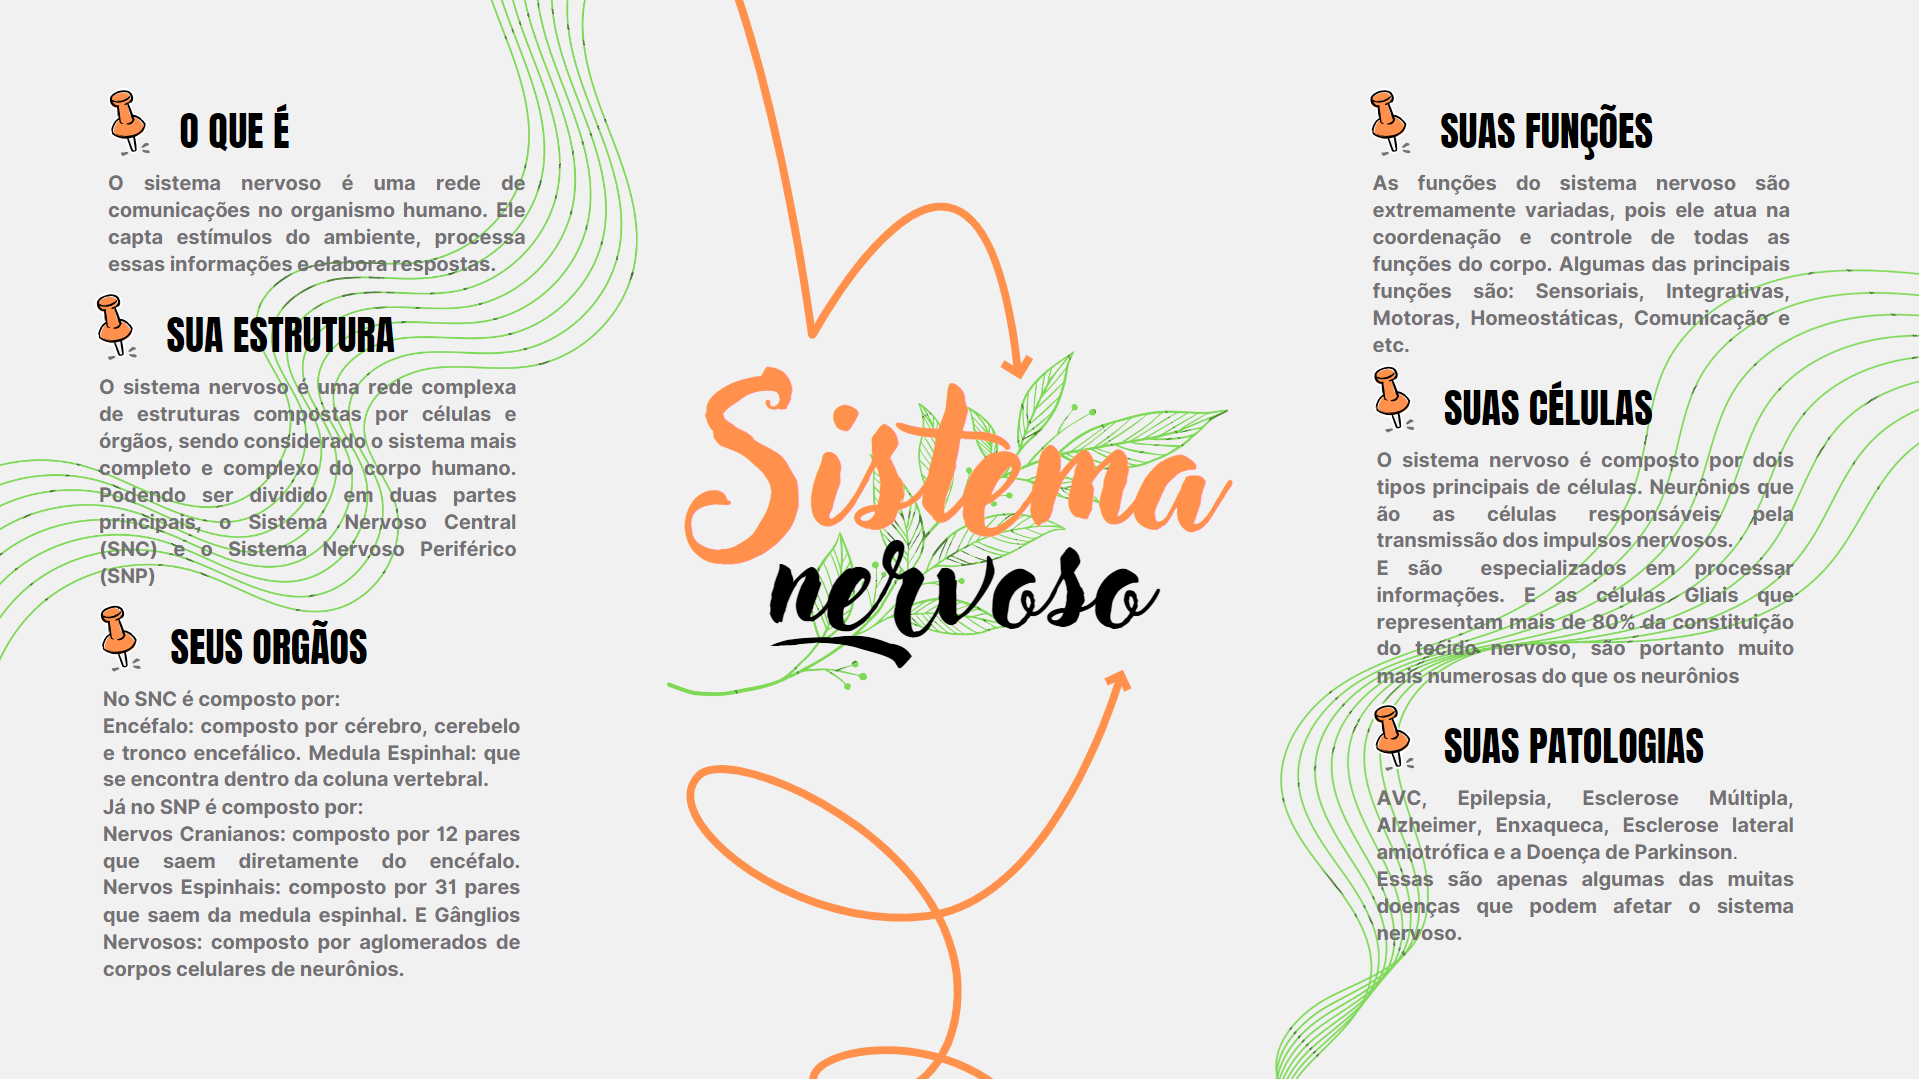 O QUE É
O sistema nervoso é uma rede de
comunicações no organismo humano. Ele
capta estímulos do ambiente, processa
essas informações e elabora respostas.
SUA ESTRUTURA
O sistema nervoso é uma rede complexa
de estruturas compostas por células e
órgãos, sendo considerado o sistema mais
completo e complexo do corpo humano.
Podendo ser dividido em duas partes
principais, o Sistema Nervoso Central
(SNC) e o Sistema Nervoso Periférico
(SNP)
SEUS ORGÃOS
No SNC é composto por:
Encéfalo: composto por cérebro, cerebelo
e tronco encefálico. Medula Espinhal: que
se encontra dentro da coluna vertebral.
Já no SNP é composto por:
Nervos Cranianos: composto por 12 pares
que saem diretamente do encéfalo.
Nervos Espinhais: composto por 31 pares
que saem da medula espinhal. E Gânglios
Nervosos: composto por aglomerados de
corpos celulares de neurônios.
Sistema
nervoso
SUAS FUNÇÕES
As funções do sistema nervoso são
extremamente variadas, pois ele atua na
coordenação e controle de todas as
funções do corpo. Algumas das principais
funções são: Sensoriais, Integrativas,
Motoras, Homeostáticas, Comunicação e
etc.
SUAS CÉLULAS
O sistema nervoso é composto por dois
tipos principais de células. Neurônios que
ão as células responsáveis pela
transmissão dos impulsos nervosos.
E são especializados em processar
informações. E as células Gliais que
representam mais de 80% da constituição
do tecido nervoso, são portanto muito
mais numerosas do que os neurônios
SUAS PATOLOGIAS
AVC, Epilepsia, Esclerose Múltipla,
Alzheimer, Enxaqueca, Esclerose lateral
amiotrófica e a Doença de Parkinson.
Essas são apenas algumas das muitas
doenças que podem afetar o sistema
nervoso.